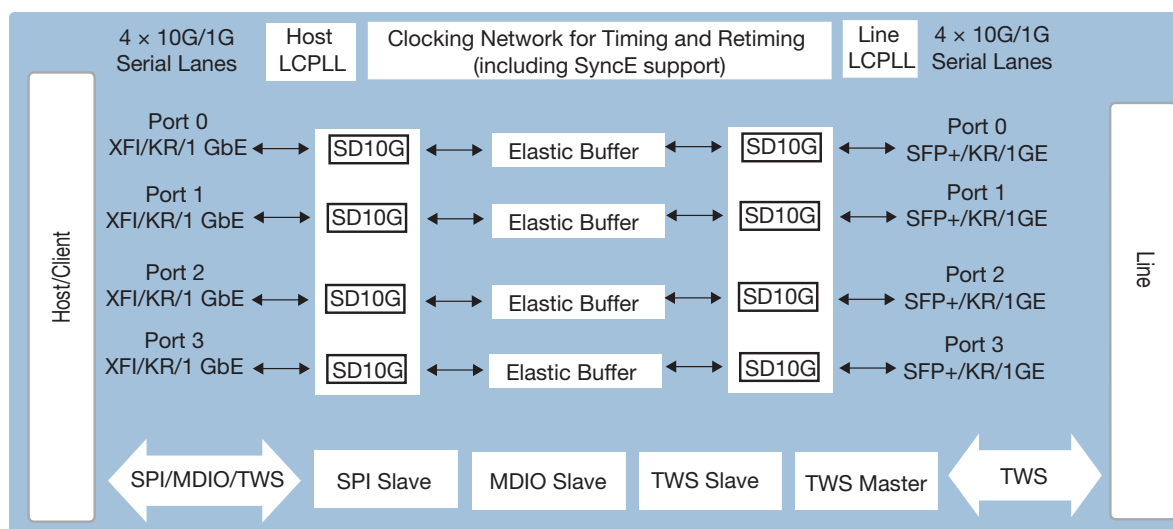 4 × 10G/1G
Serial Lanes
Host
LCPLL
Clocking Network for Timing and Retiming
(including SyncE support)
Line
LCPLL
4 × 10G/1G
Serial Lanes
Host/Client
Line
Port 0
XFI/KR/1 GbE
SD10G
Elastic Buffer
SD10G
Port 0
SFP+/KR/1GE
Port 1
XFI/KR/1 GbE
SD10G
Elastic Buffer
SD10G
Port 1
SFP+/KR/1GE
Port 2
XFI/KR/1 GbE
SD10G
Elastic Buffer
SD10G
Port 2
SFP+/KR/1GE
Port 3
XFI/KR/1 GbE
SD10G
Elastic Buffer
SD10G
Port 3
SFP+/KR/1GE
SPI/MDIO/TWS
SPI Slave
MDIO Slave
TWS Slave
TWS Master
TWS